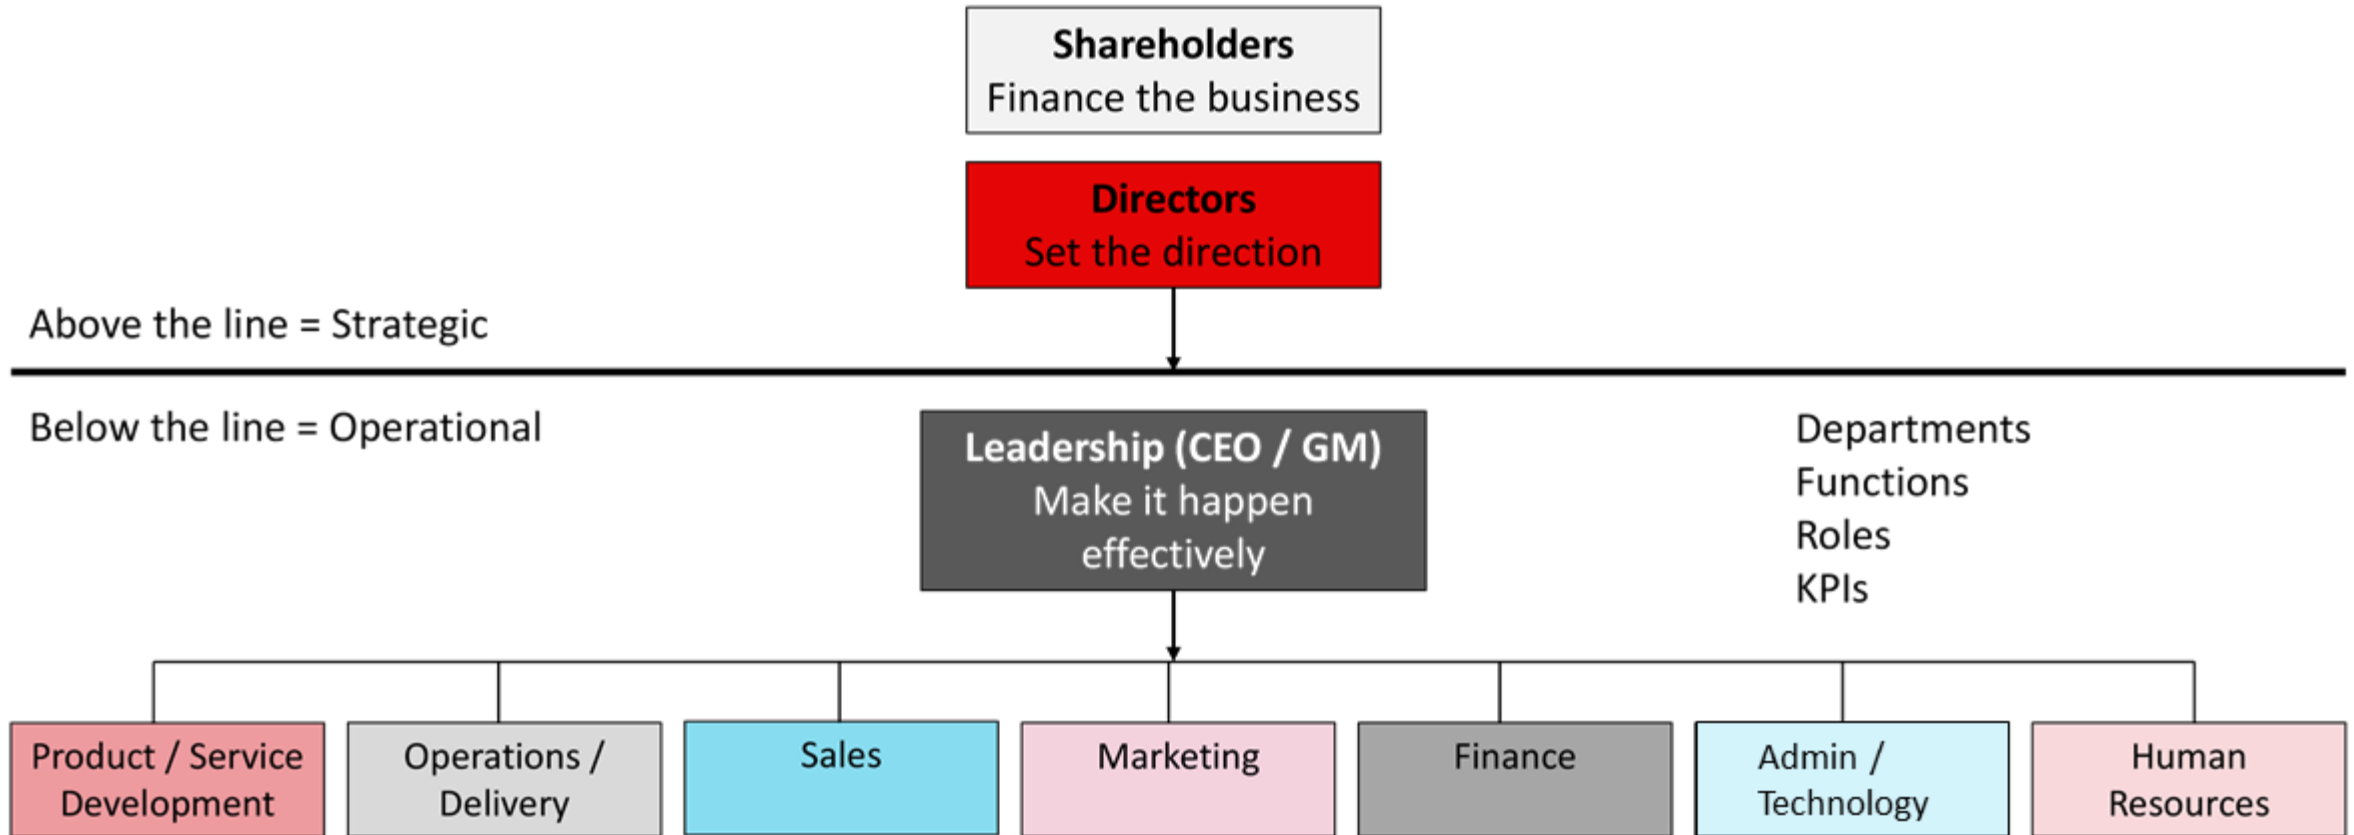 Shareholders
Finance the business
Directors
Set the direction
Above the line = Strategic
Below the line = Operational
Leadership (CEO / GM)
Make it happen
effectively
Departments
Functions
Roles
KPIs
Product / Service
Development
Operations /
Delivery
Sales
Marketing
Finance
Admin /
Technology
Human
Resources